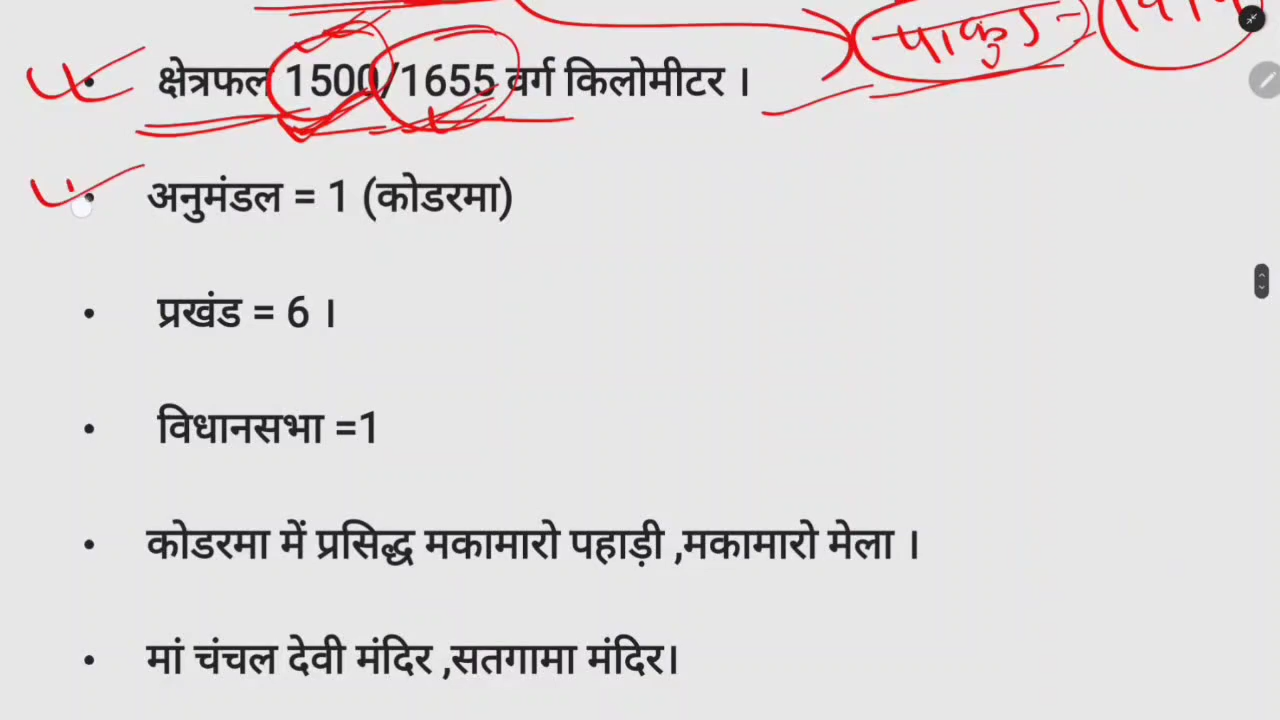 पाकुड़ -
• क्षेत्रफल 1500/1655 वर्ग किलोमीटर ।
• अनुमंडल = 1 (कोडरमा)
• प्रखंड = 6 ।
• विधानसभा =1
• कोडरमा में प्रसिद्ध मकामारो पहाड़ी ,मकामारो मेला ।
• मां चंचल देवी मंदिर ,सतगामा मंदिर।